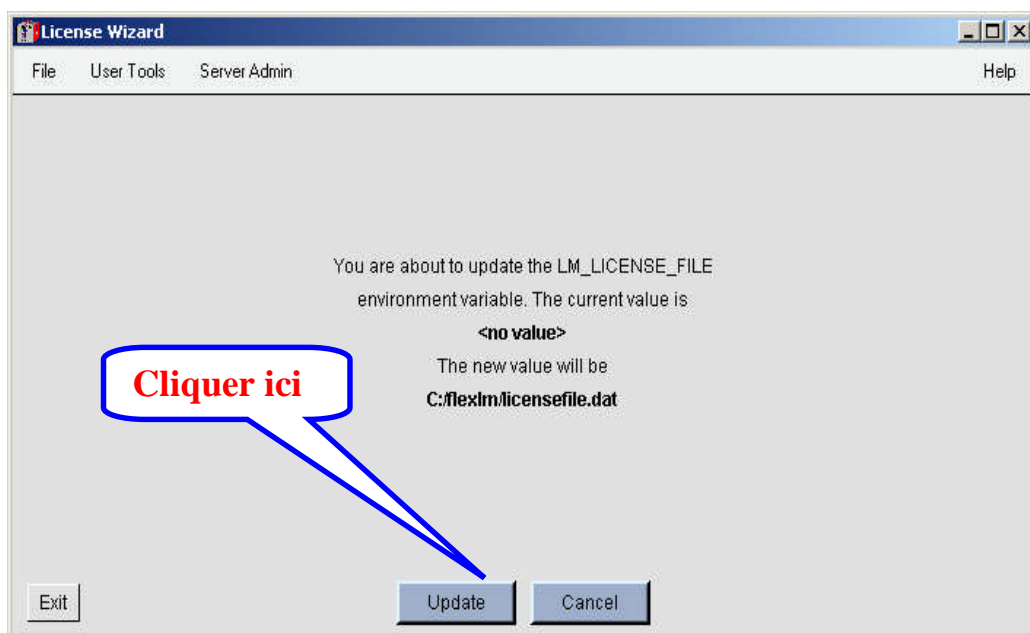 License Wizard
File User Tools Server Admin Help
You are about to update the LM_LICENSE_FILE
environment variable. The current value is
<no value>
The new value will be
C:/flexlm/licensefile.dat
Cliquer ici
Exit Update Cancel